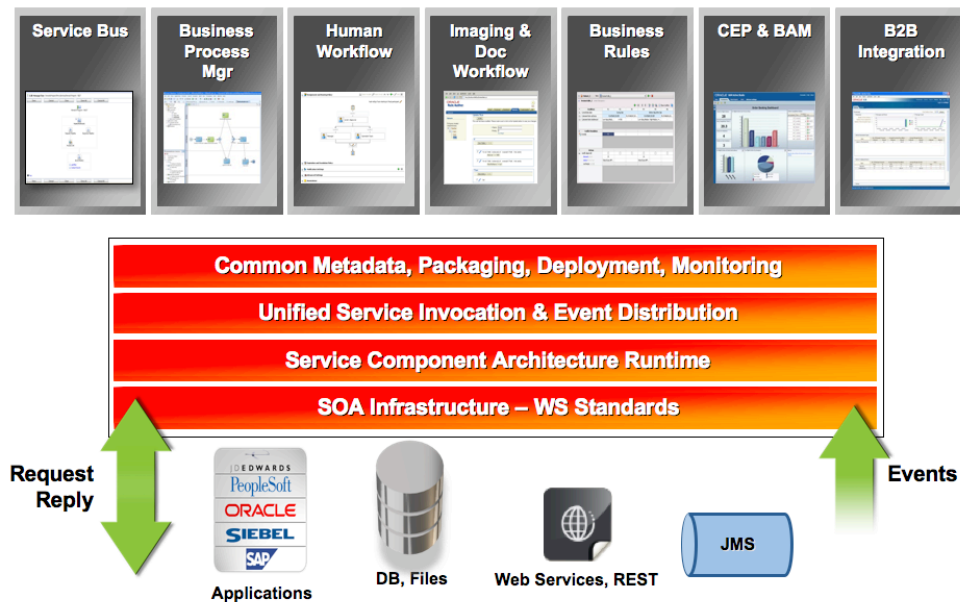 Service Bus
Business
Process
Mgr
Human
Workflow
Imaging &
Doc
Workflow
Business
Rules
CEP & BAM
B2B
Integration
Common Metadata, Packaging, Deployment, Monitoring
Unified Service Invocation & Event Distribution
Service Component Architecture Runtime
SOA Infrastructure – WS Standards
Request
Reply
Events
JDEDWARDS
PeopleSoft
ORACLE
SIEBEL
SAP
Applications
DB, Files
Web Services, REST
JMS